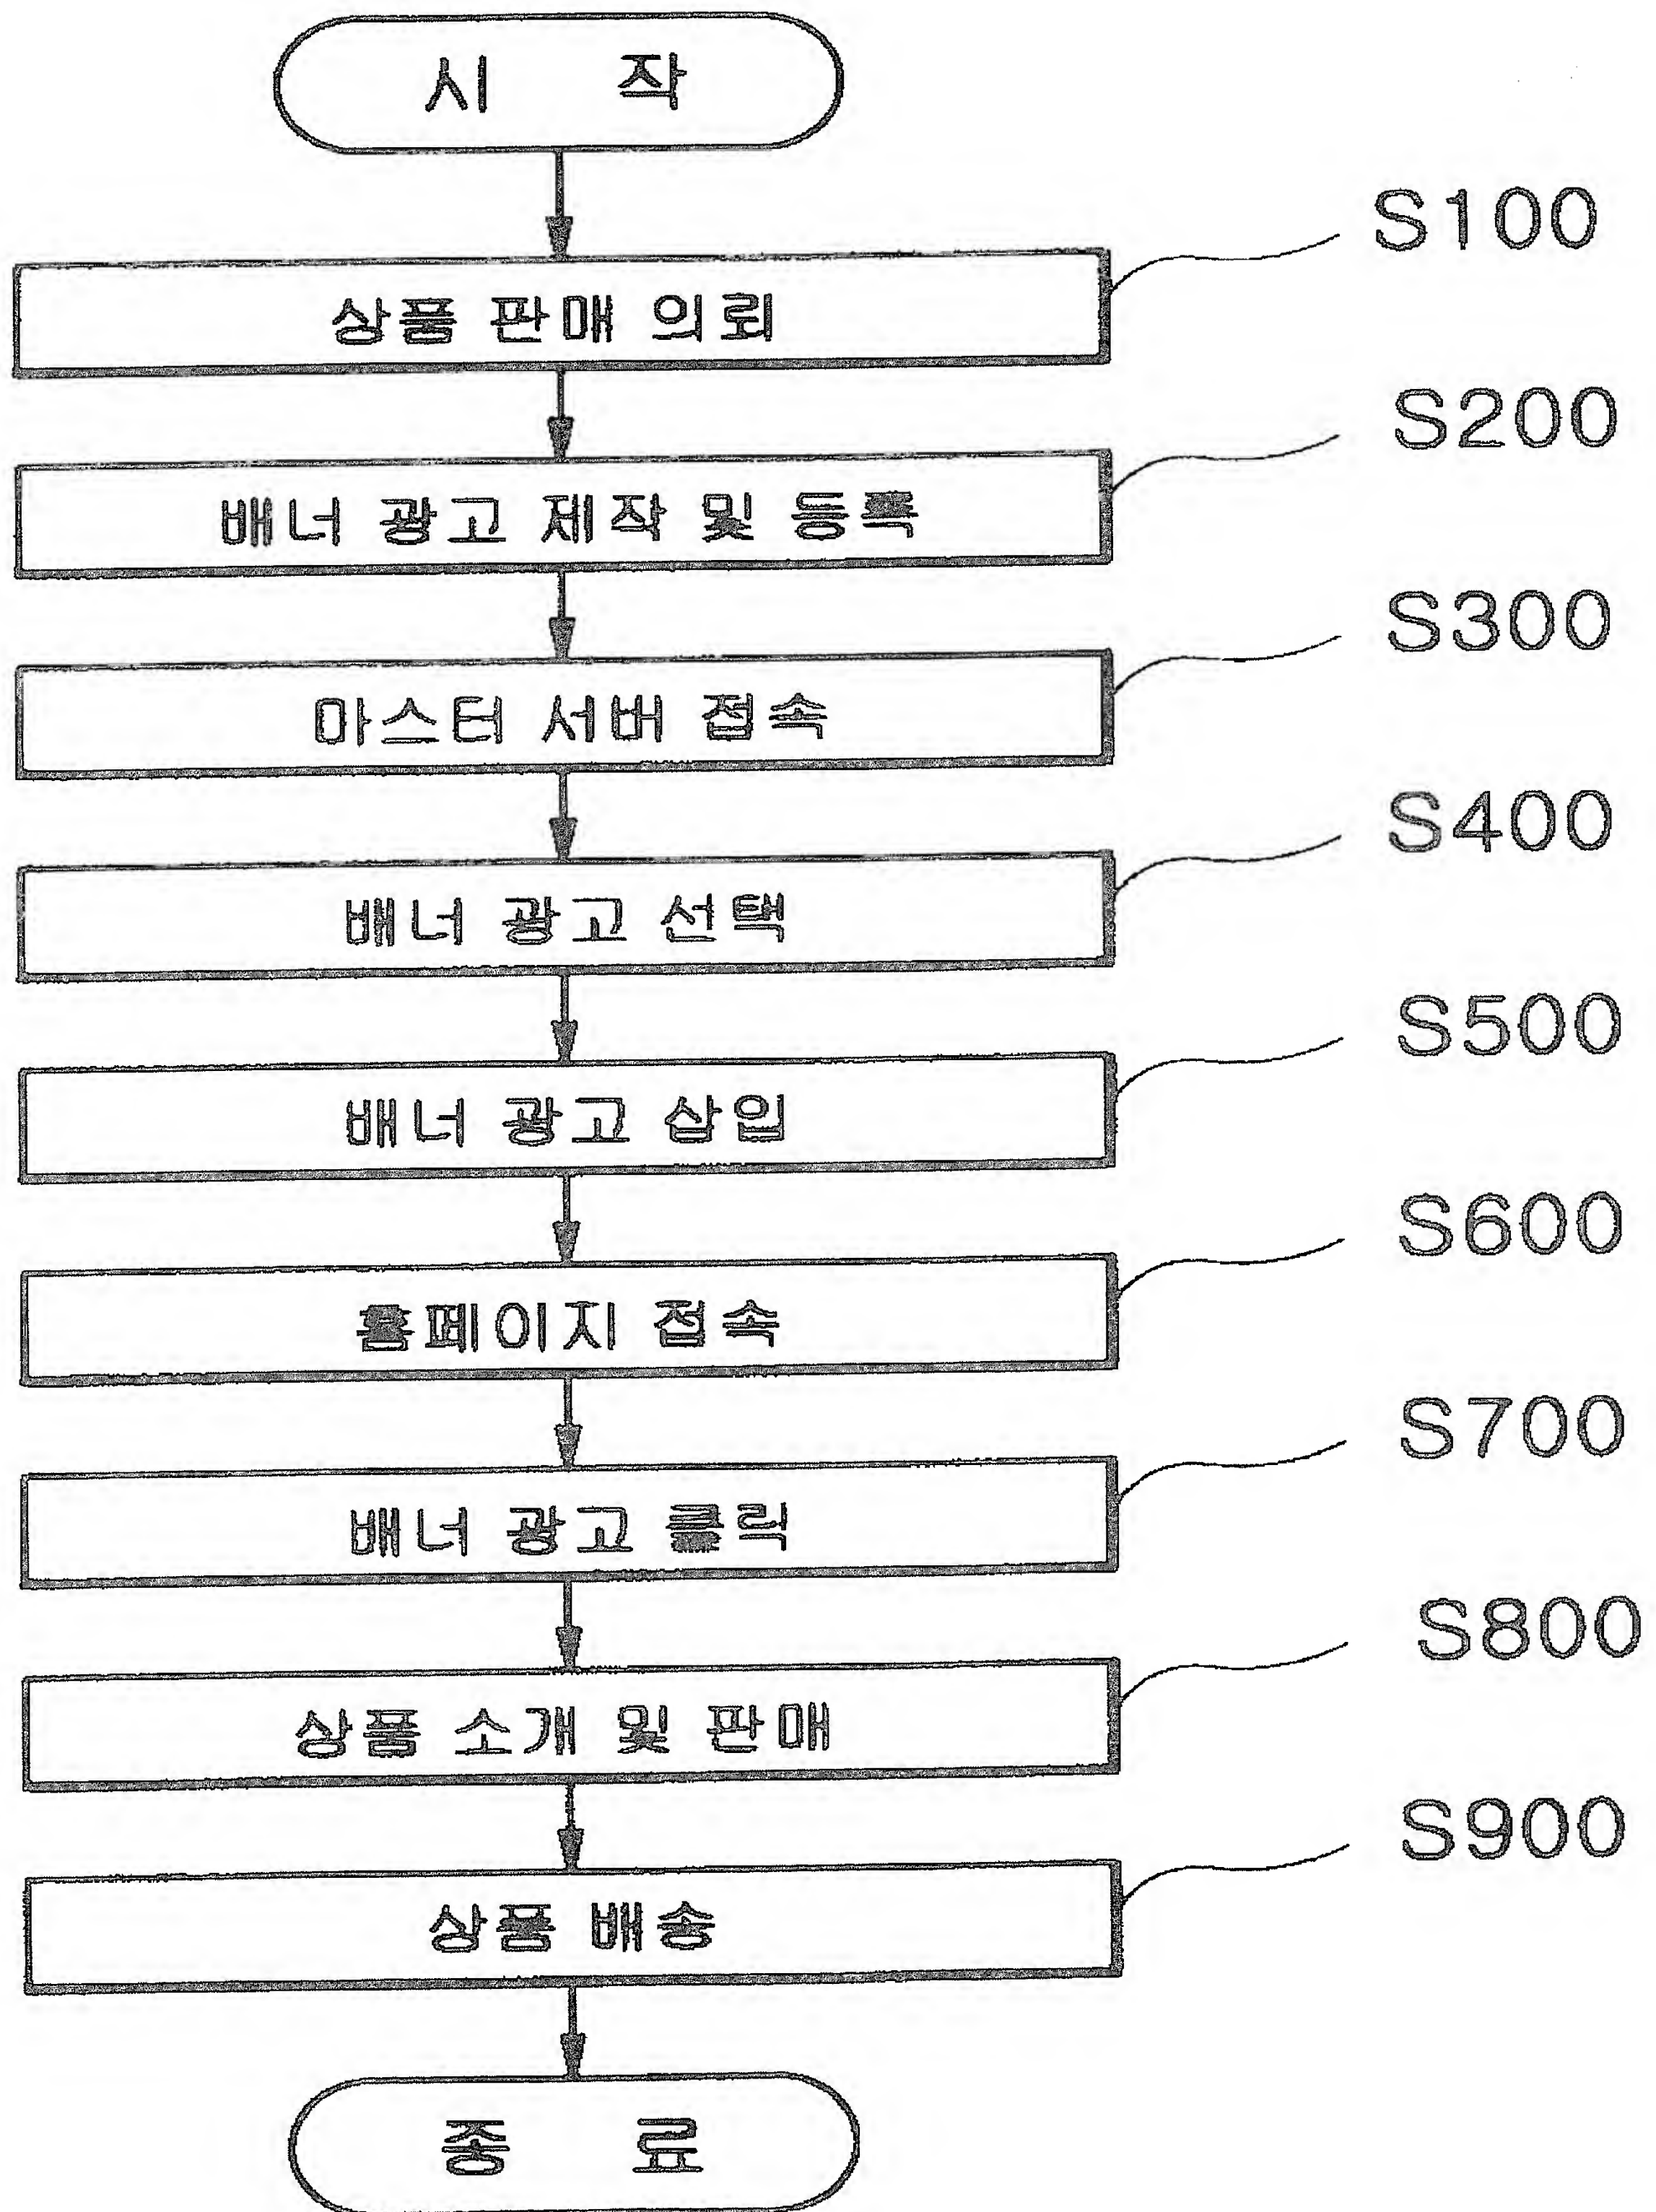 시 작
S100
상품 판매 의뢰
S200
배너 광고 제작 및 등록
S300
마스터 서버 접속
S400
배너 광고 선택
S500
배너 광고 삽입
S600
홈페이지 접속
S700
배너 광고 클릭
S800
상품 소개 및 판매
S900
상품 배송
종 료